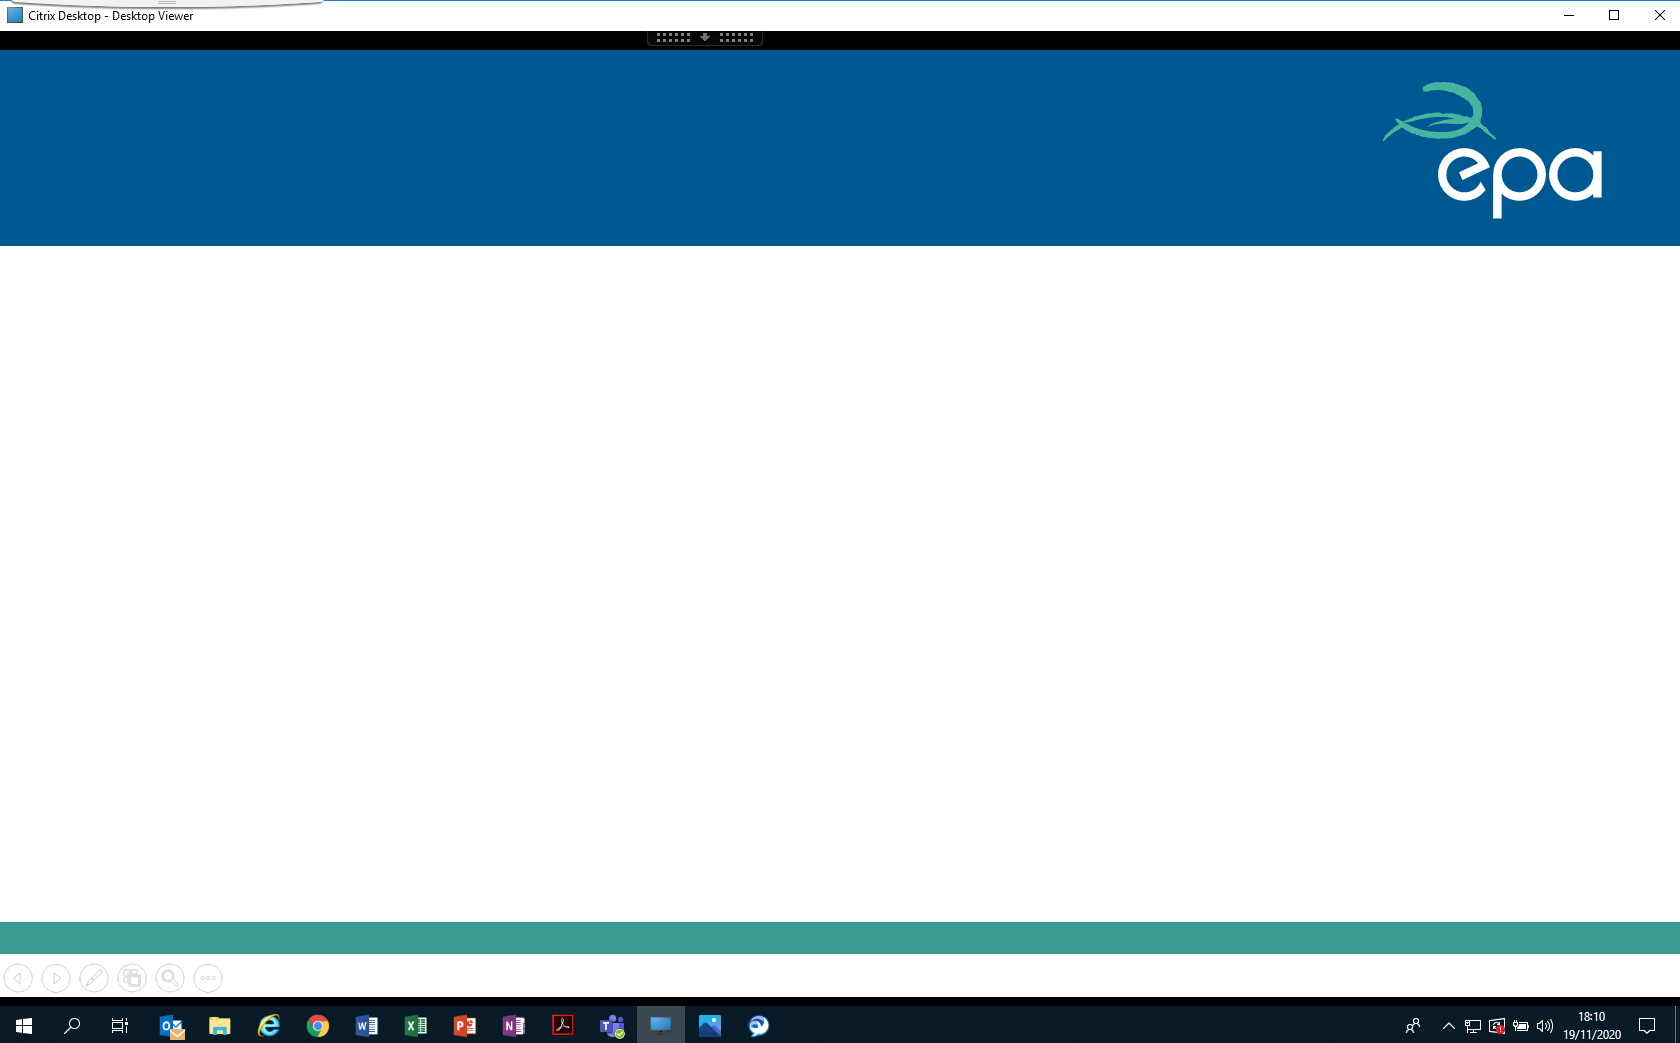 Citrix Desktop - Desktop Viewer
epa
18:10
19/11/2020